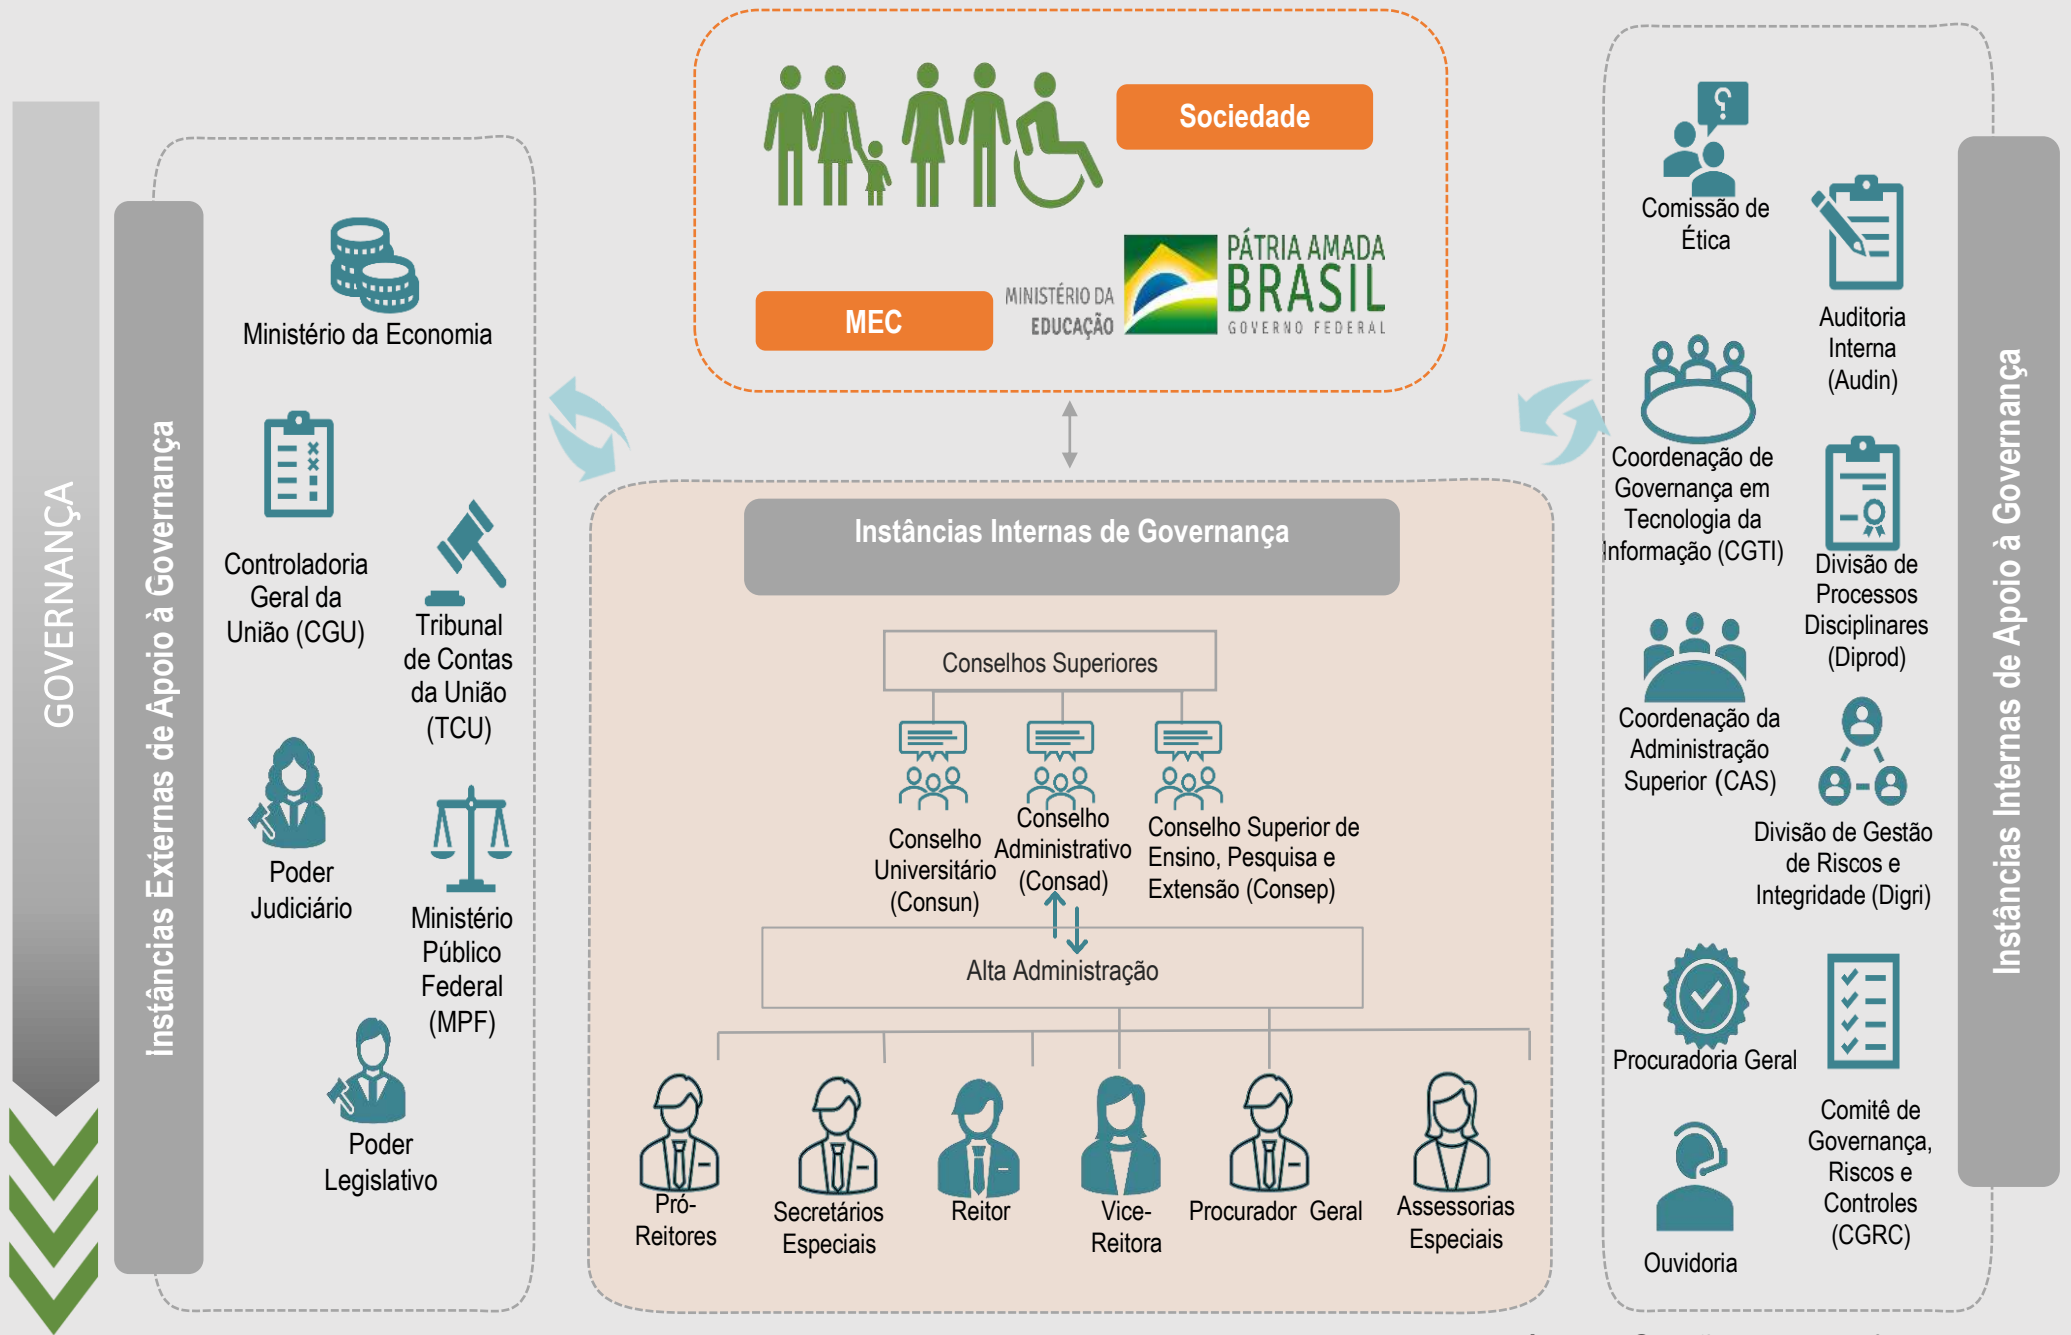 GOVERNANÇA
Instâncias Externas de Apoio à Governança
Ministério da Economia
Controladoria
Geral da
União (CGU)
Tribunal
de Contas
da União
(TCU)
Poder
Judiciário
Ministério
Público
Federal
(MPF)
Poder
Legislativo
Sociedade
MEC
MINISTÉRIO DA
EDUCAÇÃO
PÁTRIA AMADA
BRASIL
GOVERNO FEDERAL
Instâncias Internas de Governança
Conselhos Superiores
Conselho
Universitário
(Consun)
Conselho
Administrativo
(Consad)
Conselho Superior de
Ensino, Pesquisa e
Extensão (Consep)
Alta Administração
Pró-
Reitores
Secretários
Especiais
Reitor
Vice-
Reitora
Procurador Geral
Assessorias
Especiais
Comissão de
Ética
Auditoria
Interna
(Audin)
Coordenação de
Governança em
Tecnologia da
Informação (CGTI)
Divisão de
Processos
Disciplinares
(Diprod)
Coordenação da
Administração
Superior (CAS)
Divisão de Gestão
de Riscos e
Integridade (Digri)
Procuradoria Geral
Comitê de
Governança,
Riscos e
Controles
(CGRC)
Ouvidoria
Instâncias Internas de Apoio à Governança